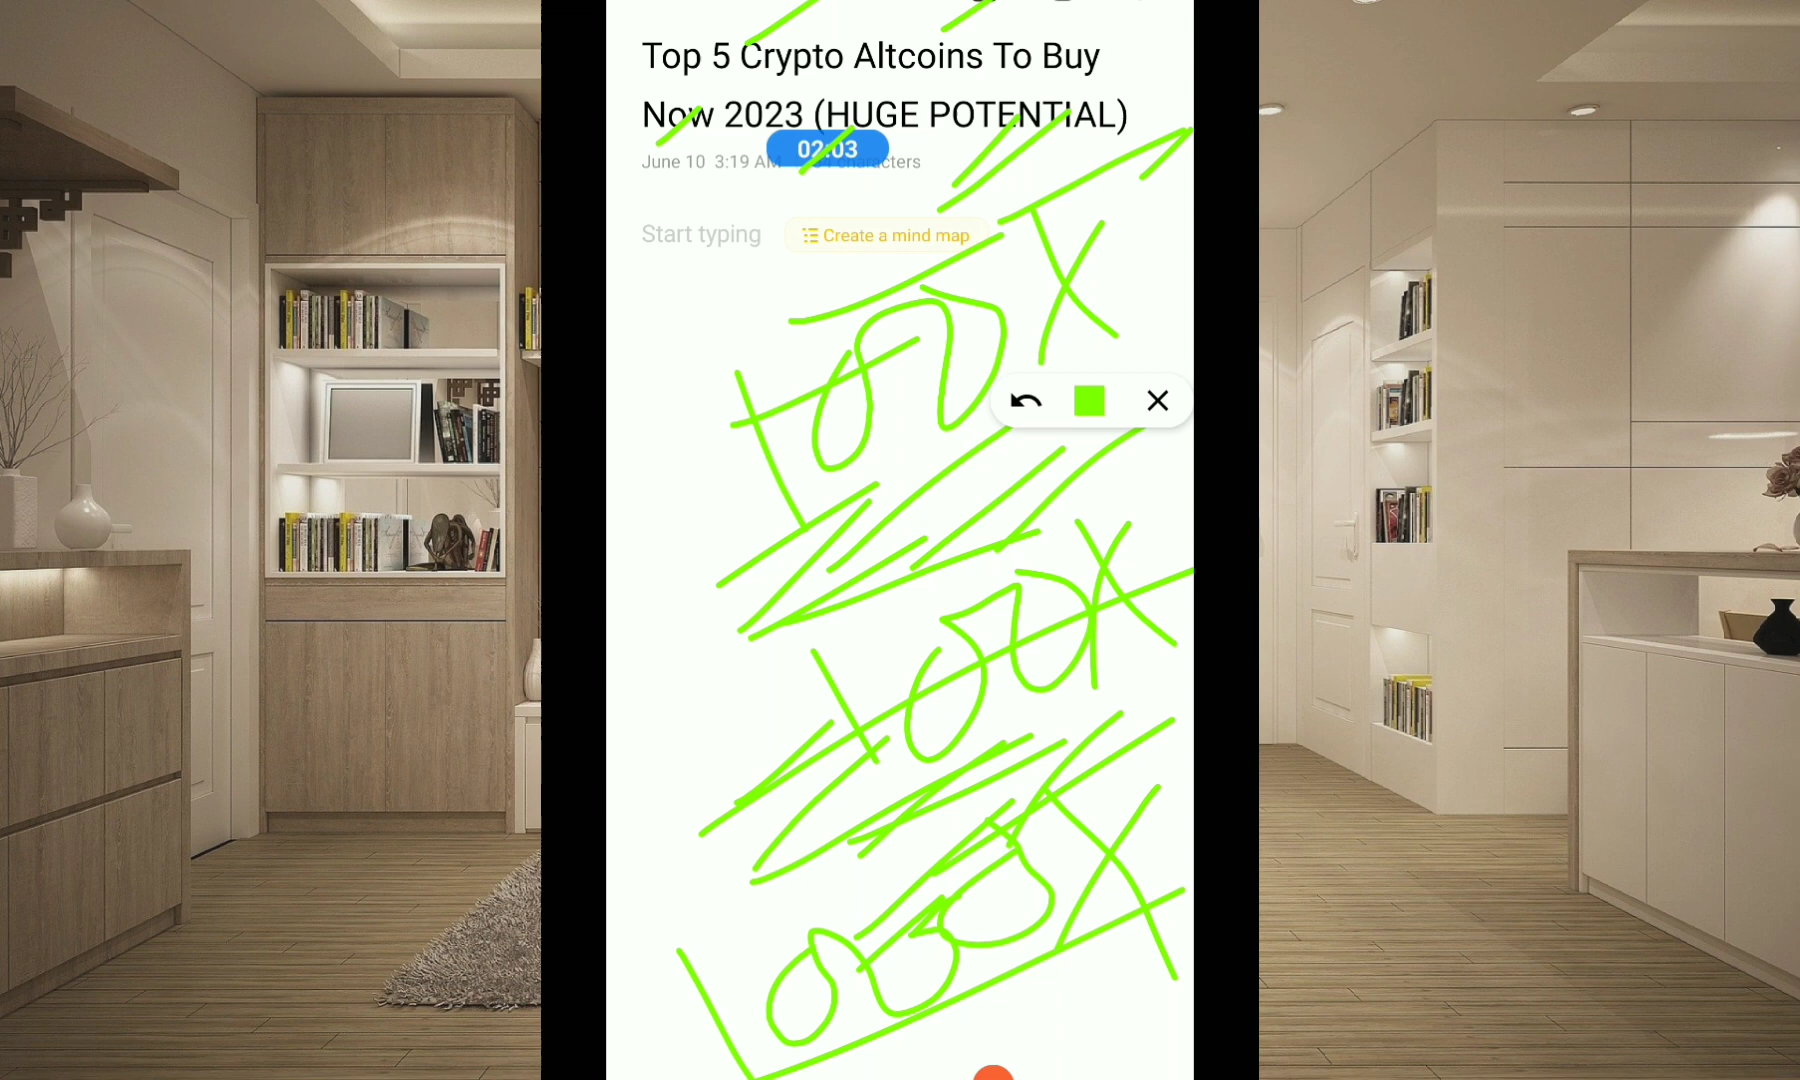 Top 5 Crypto Altcoins To Buy
Now 2023 (HUGE POTENTIAL)
02:03
June 10 3:19 AM characters
Start typing
Create a mind map
100X
100X
1000X